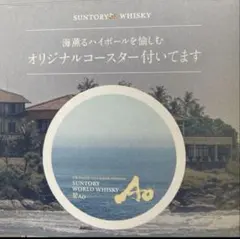 SUNTORY WHISKY
海薫るハイボールを愉しむ
オリジナルコースター付いてます
SUNTORY
WORLD WHISKY
碧Ao
Ao